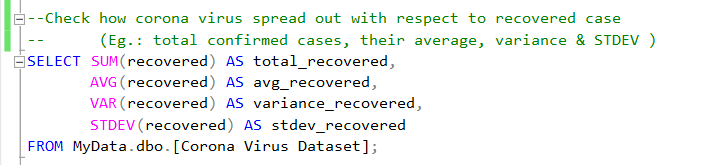 --Check how corona virus spread out with respect to recovered case
-- (Eg.: total confirmed cases, their average, variance & STDEV )
SELECT SUM(recovered) AS total_recovered,
AVG(recovered) AS avg_recovered,
VAR(recovered) AS variance_recovered,
STDEV(recovered) AS stdev_recovered
FROM MyData.dbo.[Corona Virus Dataset];